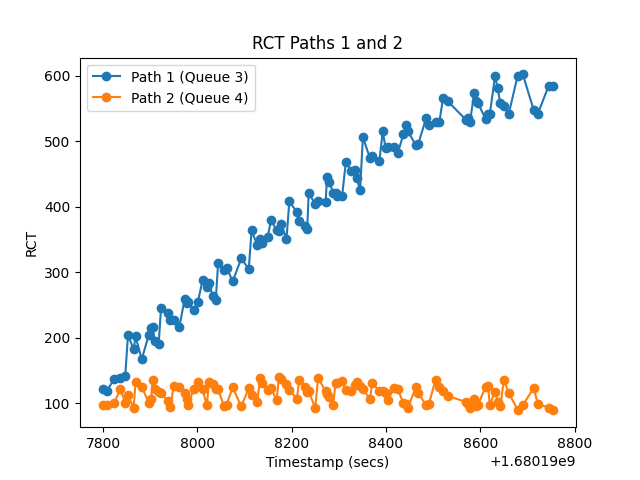 RCT Paths 1 and 2
Path 1 (Queue 3)
Path 2 (Queue 4)
600
500
400
300
200
100
RCT
7800 8000 8200 8400 8600 8800
Timestamp (secs)
+1.68019e9